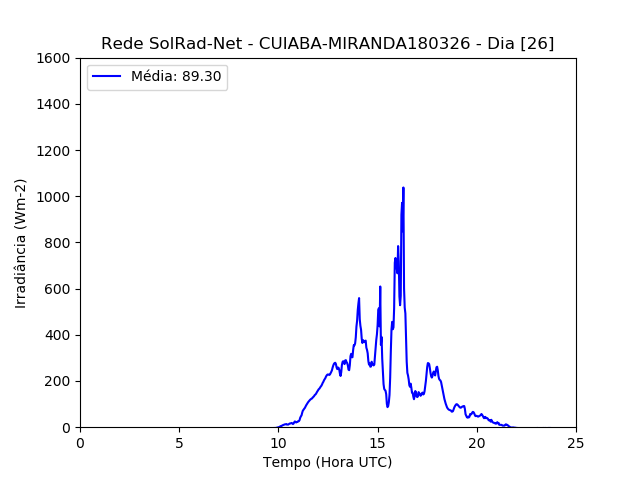 Rede SolRad-Net - CUIABA-MIRANDA180326 - Dia [26]
Média: 89.30
Irradiância (Wm-2)
1600
1400
1200
1000
800
600
400
200
0
0 5 10 15 20 25
Tempo (Hora UTC)